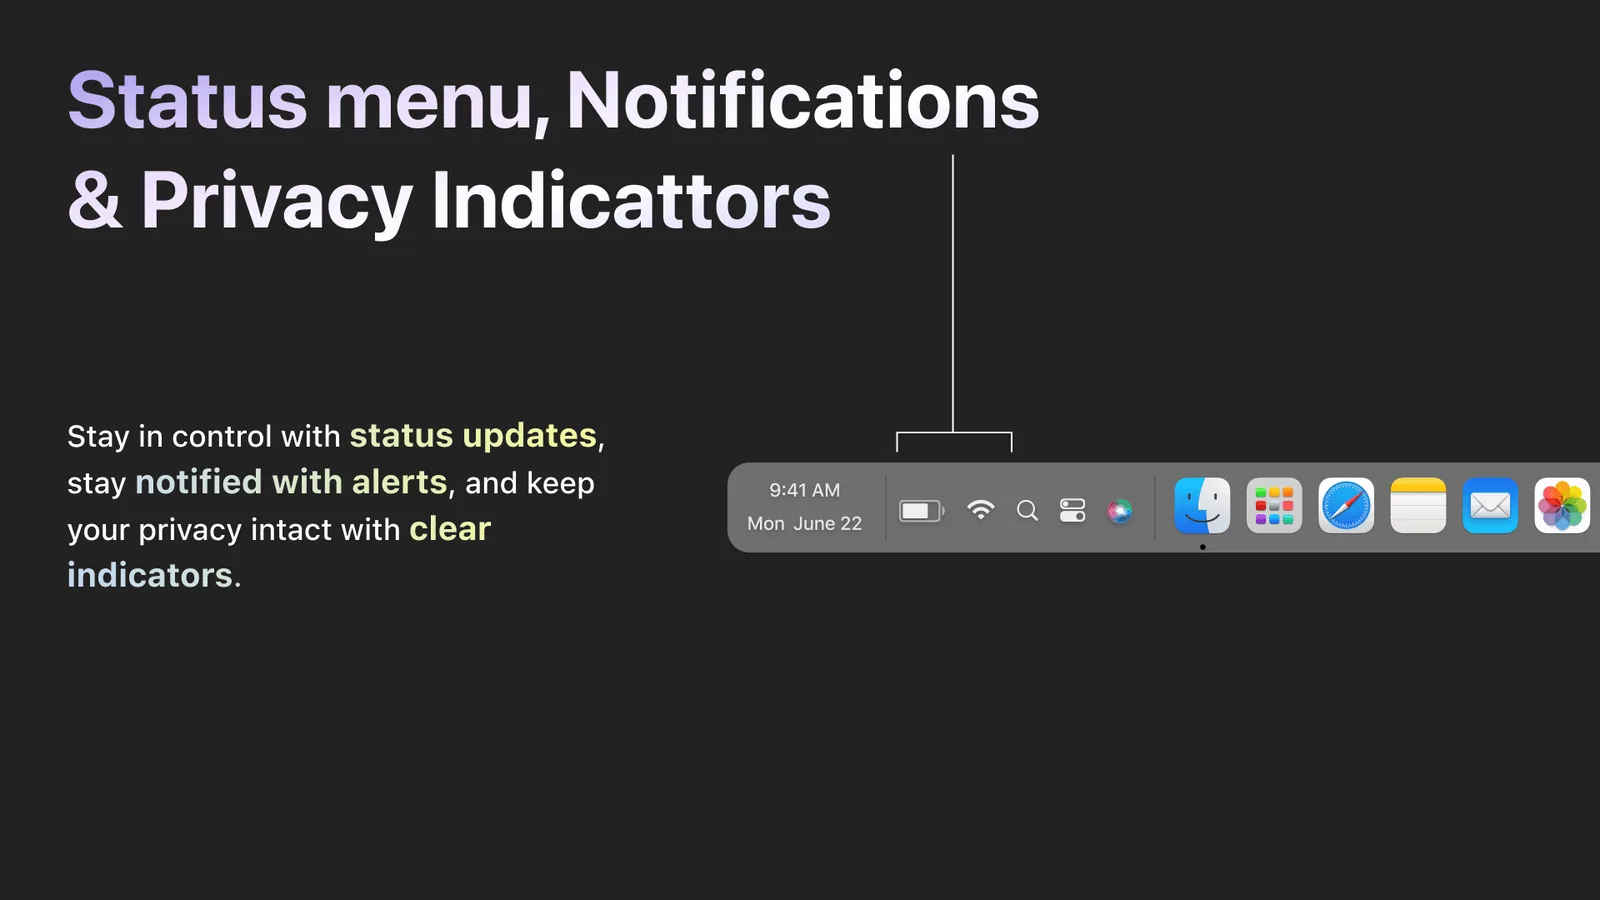 Status menu, Notifications
& Privacy Indicattors
Stay in control with status updates,
stay notified with alerts, and keep
your privacy intact with clear
indicators.
9:41 AM
Mon June 22